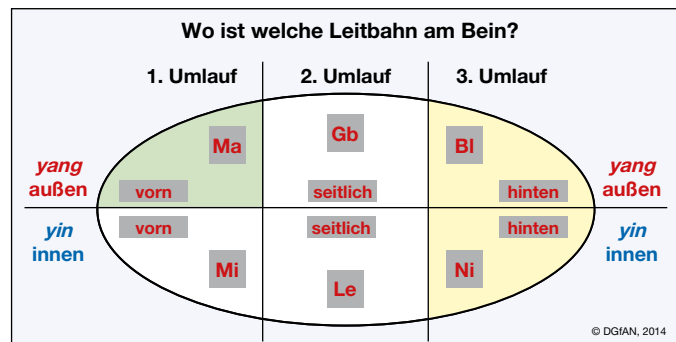 Wo ist welche Leitbahn am Bein?
1. Umlauf 2. Umlauf 3. Umlauf
Ma Gb Bl
yang yang
außen vorn seitlich hinten außen
yin vorn seitlich hinten yin
innen innen
Mi Le Ni
© DGfAN, 2014